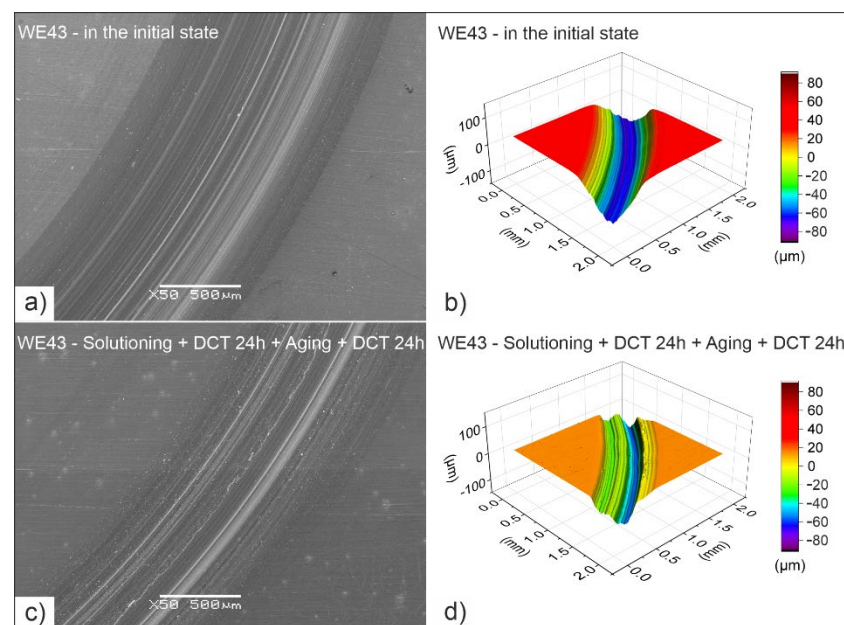 WE43 - in the initial state
X50 500µm
a)
WE43 - in the initial state
100
0
-100
(µm)
0.0
0.5
1.0
1.5
2.0
(mm)
0.0
0.5
1.0
1.5
2.0
(mm)
80
60
40
20
0
-20
-40
-60
-80
(µm)
b)
WE43 - Solutioning + DCT 24h + Aging + DCT 24h
X50 500µm
c)
WE43 - Solutioning + DCT 24h + Aging + DCT 24h
100
0
-100
(µm)
0.0
0.5
1.0
1.5
2.0
(mm)
0.0
0.5
1.0
1.5
2.0
(mm)
80
60
40
20
0
-20
-40
-60
-80
(µm)
d)